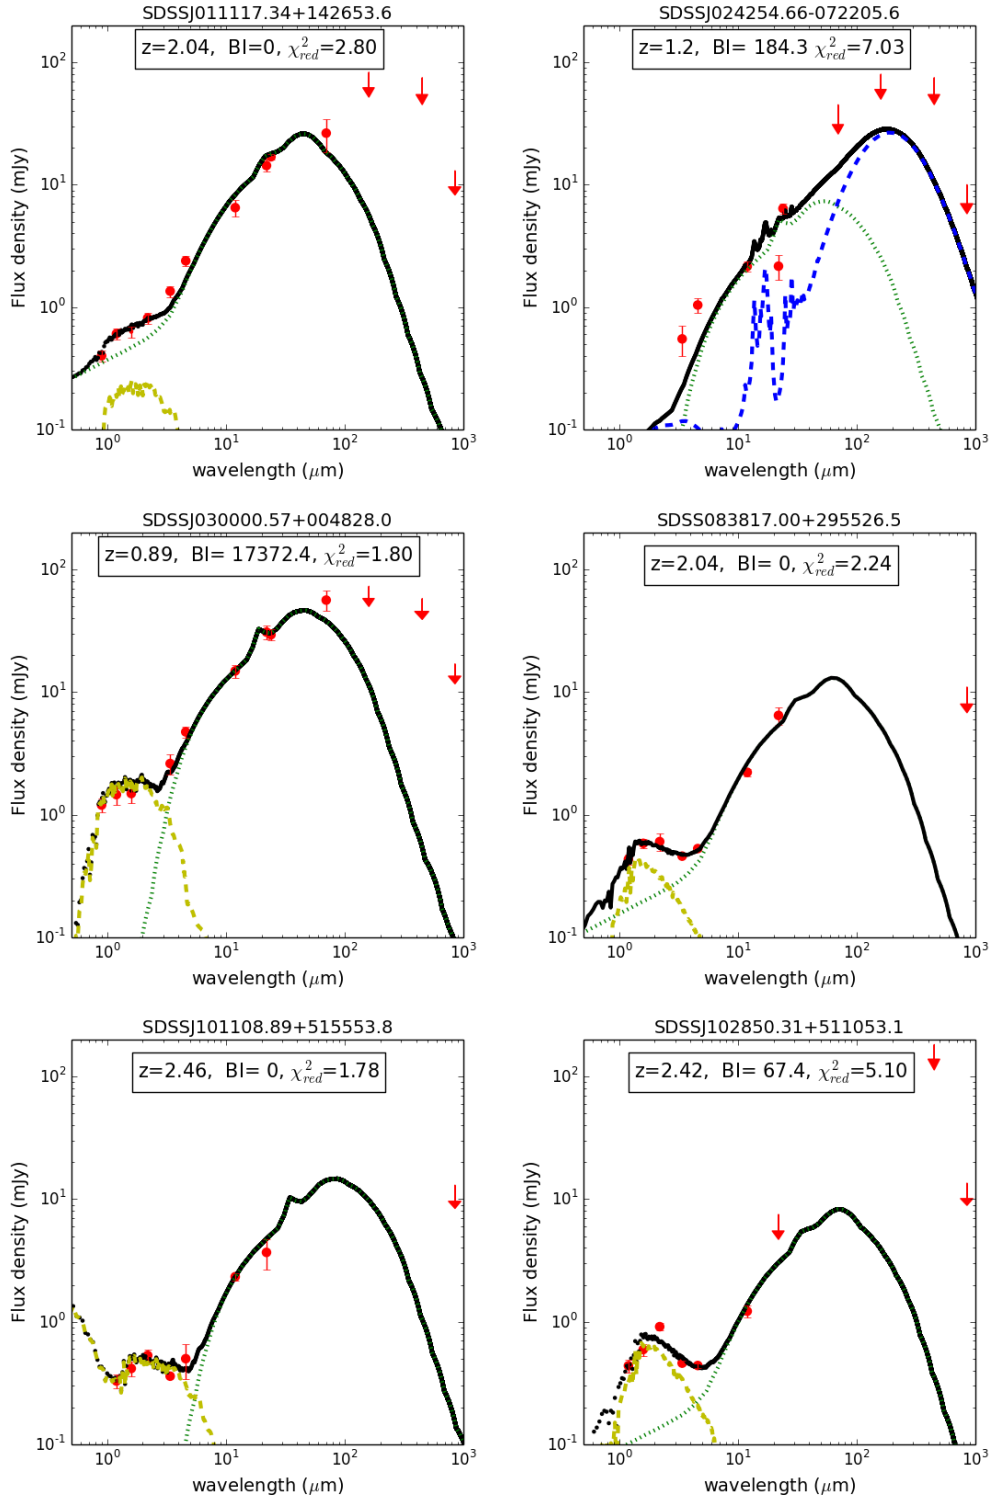 SDSSJ011117.34+142653.6
z=2.04, BI=0, χ²red=2.80
Flux density (mJy)
10²
10¹
10⁰
10⁻¹
10⁰ 10¹ 10² 10³
wavelength (μm)
SDSSJ024254.66-072205.6
z=1.2, BI= 184.3 χ²red=7.03
Flux density (mJy)
10²
10¹
10⁰
10⁻¹
10⁰ 10¹ 10² 10³
wavelength (μm)
SDSSJ030000.57+004828.0
z=0.89, BI= 17372.4, χ²red=1.80
Flux density (mJy)
10²
10¹
10⁰
10⁻¹
10⁰ 10¹ 10² 10³
wavelength (μm)
SDSS083817.00+295526.5
z=2.04, BI= 0, χ²red=2.24
Flux density (mJy)
10²
10¹
10⁰
10⁻¹
10⁰ 10¹ 10² 10³
wavelength (μm)
SDSSJ101108.89+515553.8
z=2.46, BI= 0, χ²red=1.78
Flux density (mJy)
10²
10¹
10⁰
10⁻¹
10⁰ 10¹ 10² 10³
wavelength (μm)
SDSSJ102850.31+511053.1
z=2.42, BI= 67.4, χ²red=5.10
Flux density (mJy)
10²
10¹
10⁰
10⁻¹
10⁰ 10¹ 10² 10³
wavelength (μm)